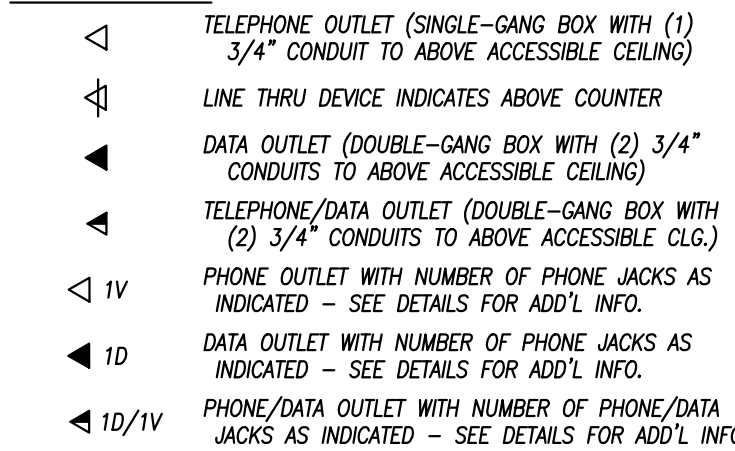 TELEPHONE OUTLET (SINGLE-GANG BOX WITH (1)
3/4" CONDUIT TO ABOVE ACCESSIBLE CEILING)
LINE THRU DEVICE INDICATES ABOVE COUNTER
DATA OUTLET (DOUBLE-GANG BOX WITH (2) 3/4"
CONDUITS TO ABOVE ACCESSIBLE CEILING)
TELEPHONE/DATA OUTLET (DOUBLE-GANG BOX WITH
(2) 3/4" CONDUITS TO ABOVE ACCESSIBLE CLG.)
1V PHONE OUTLET WITH NUMBER OF PHONE JACKS AS
INDICATED – SEE DETAILS FOR ADD'L INFO.
1D DATA OUTLET WITH NUMBER OF PHONE JACKS AS
INDICATED – SEE DETAILS FOR ADD'L INFO.
1D/1V PHONE/DATA OUTLET WITH NUMBER OF PHONE/DATA
JACKS AS INDICATED – SEE DETAILS FOR ADD'L INFO